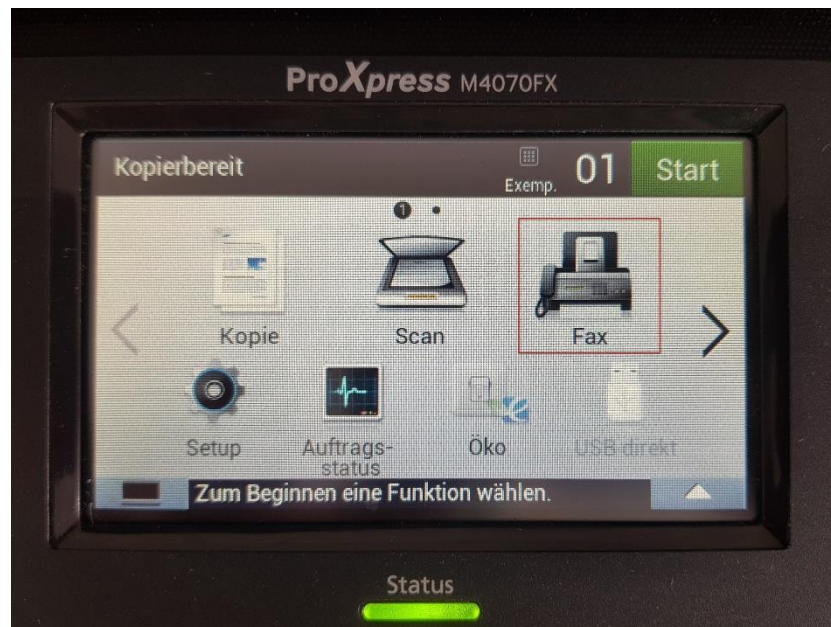 ProXpress M4070FX
Kopierbereit
Exemp. 01
Start
1
Kopie
Scan
Fax
Setup
Auftrags-
status
Öko
USB direkt
Zum Beginnen eine Funktion wählen.
Status